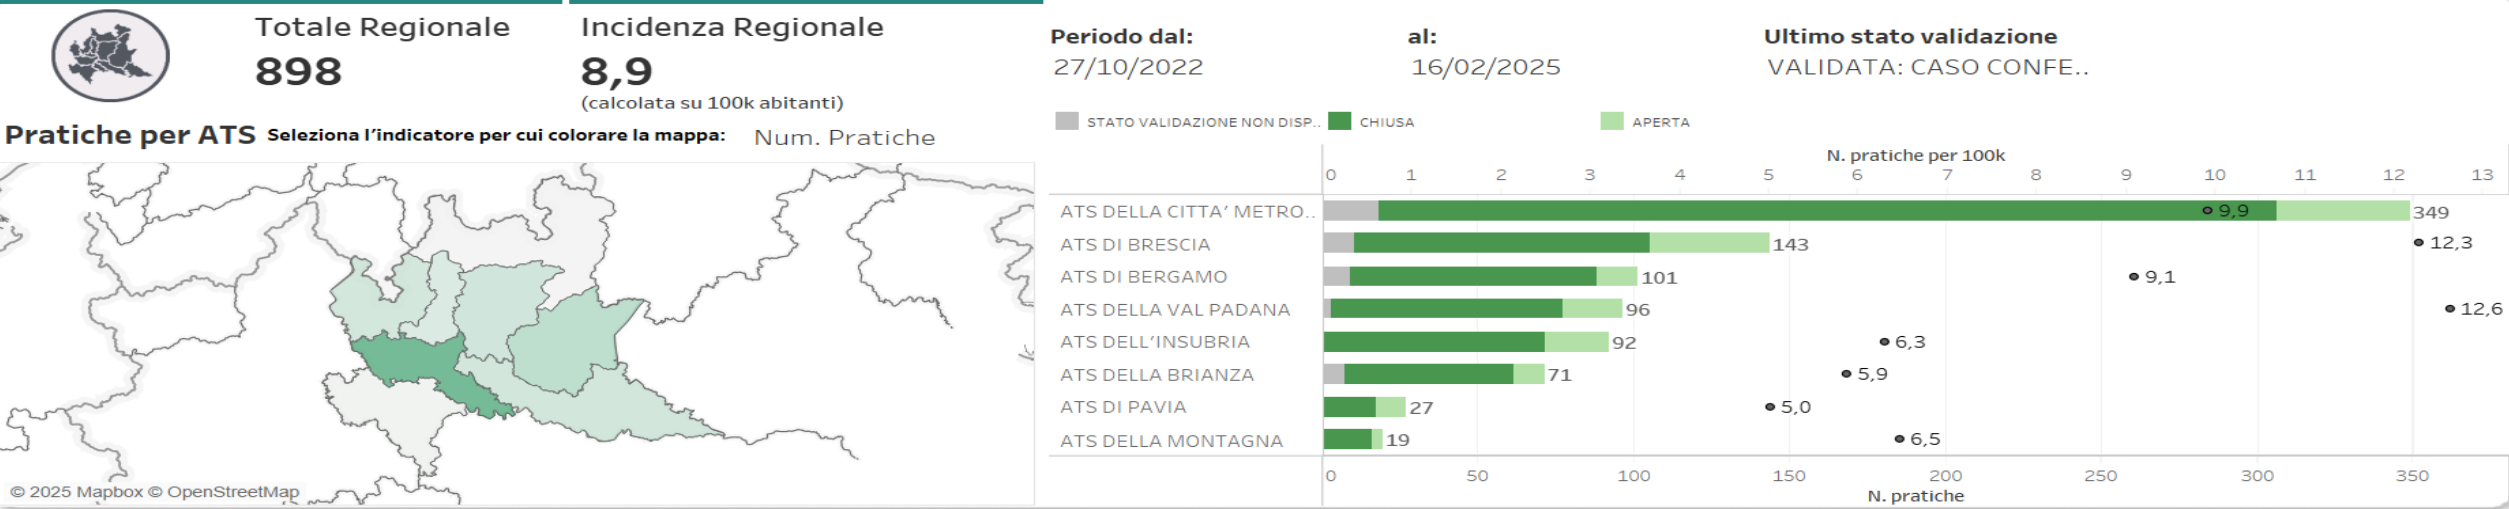 Totale Regionale
898
Incidenza Regionale
8,9
(calcolata su 100k abitanti)
Periodo dal:
27/10/2022
al:
16/02/2025
Ultimo stato validazione
VALIDATA: CASO CONFE..
Pratiche per ATS
Seleziona l'indicatore per cui colorare la mappa:
Num. Pratiche
© 2025 Mapbox © OpenStreetMap
STATO VALIDAZIONE NON DISP..
CHIUSA
APERTA
N. pratiche per 100k
0 1 2 3 4 5 6 7 8 9 10 11 12 13
ATS DELLA CITTA' METRO.. 9,9 349
ATS DI BRESCIA 143 12,3
ATS DI BERGAMO 101 9,1
ATS DELLA VAL PADANA 96 12,6
ATS DELL'INSUBRIA 92 6,3
ATS DELLA BRIANZA 71 5,9
ATS DI PAVIA 27 5,0
ATS DELLA MONTAGNA 19 6,5
0 50 100 150 200 250 300 350
N. pratiche